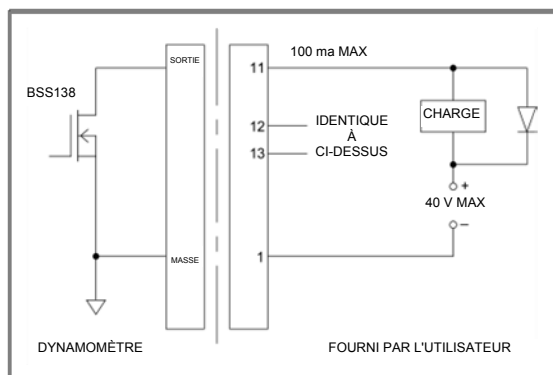 SORTIE
11
100 ma MAX
BSS138
CHARGE
12
IDENTIQUE
À
13
CI-DESSUS
+
40 V MAX
–
MASSE
1
DYNAMOMÈTRE
FOURNI PAR L'UTILISATEUR